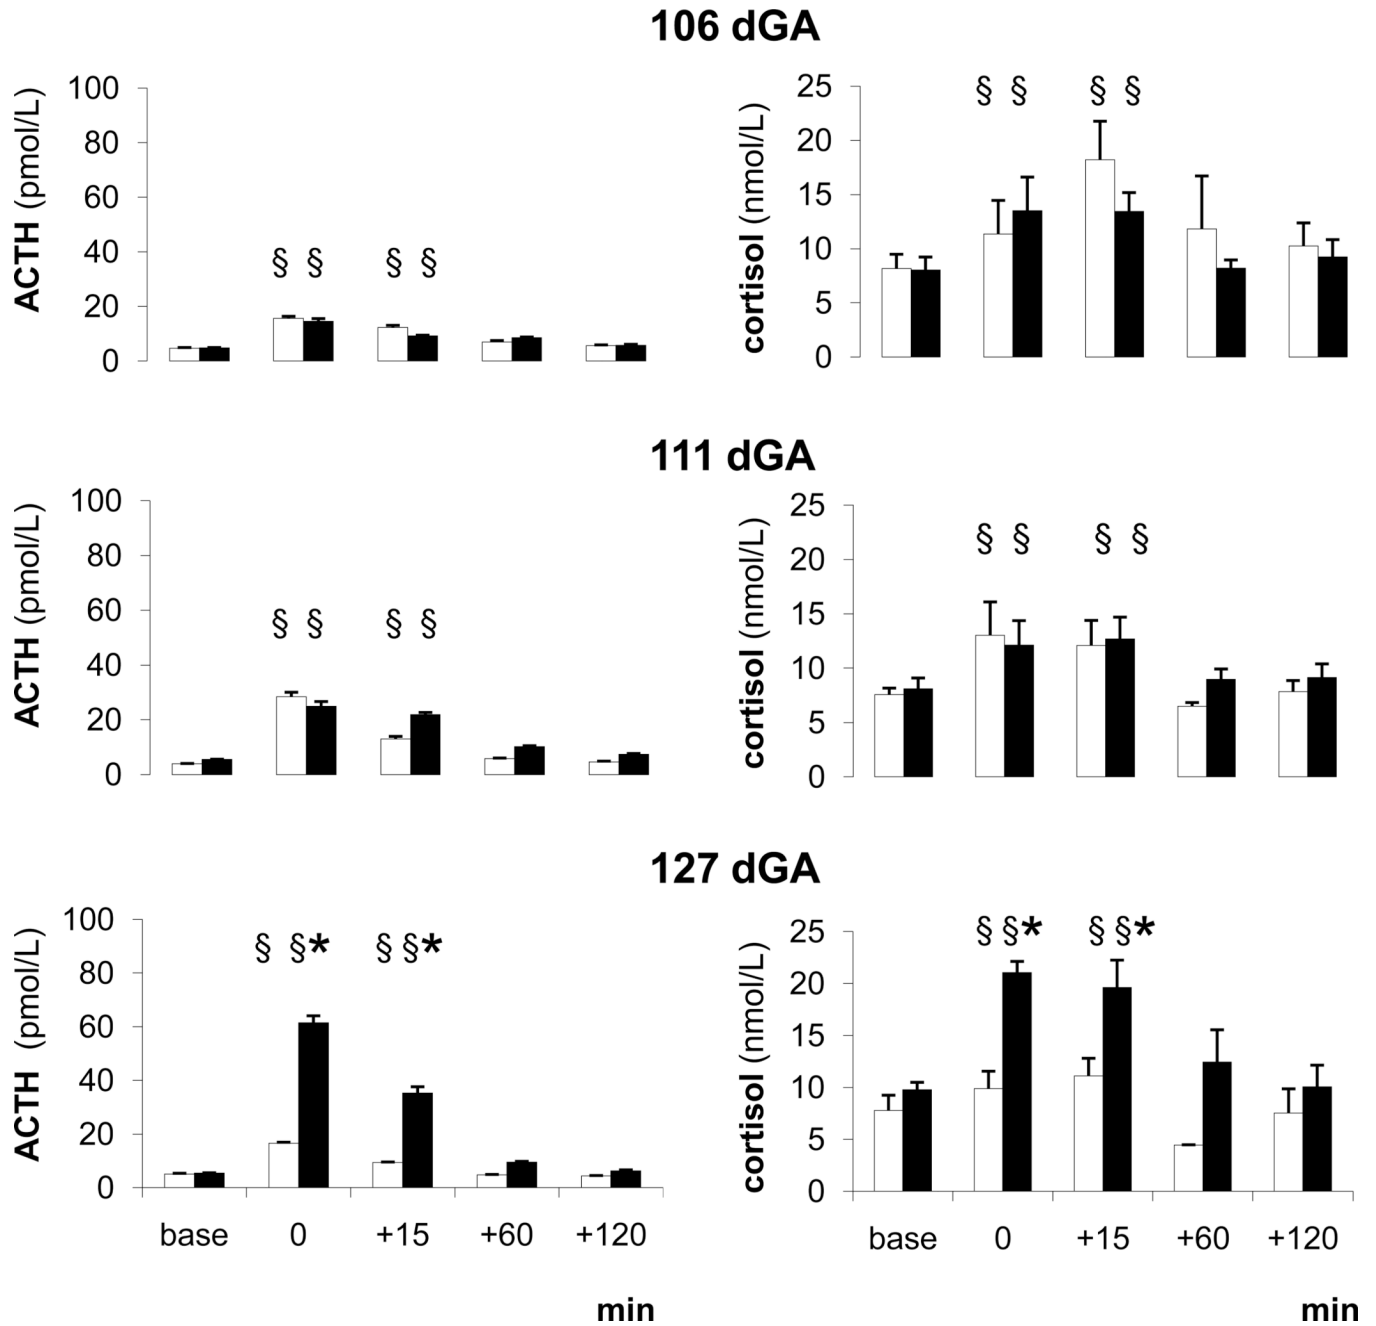 106 dGA
ACTH (pmol/L)
100
80
60
40
20
0
§ § § §
cortisol (nmol/L)
25
20
15
10
5
0
§ § § §
111 dGA
ACTH (pmol/L)
100
80
60
40
20
0
§ § § §
cortisol (nmol/L)
25
20
15
10
5
0
§ § § §
127 dGA
ACTH (pmol/L)
100
80
60
40
20
0
§ §* § §*
base 0 +15 +60 +120
min
cortisol (nmol/L)
25
20
15
10
5
0
§ §* § §*
base 0 +15 +60 +120
min